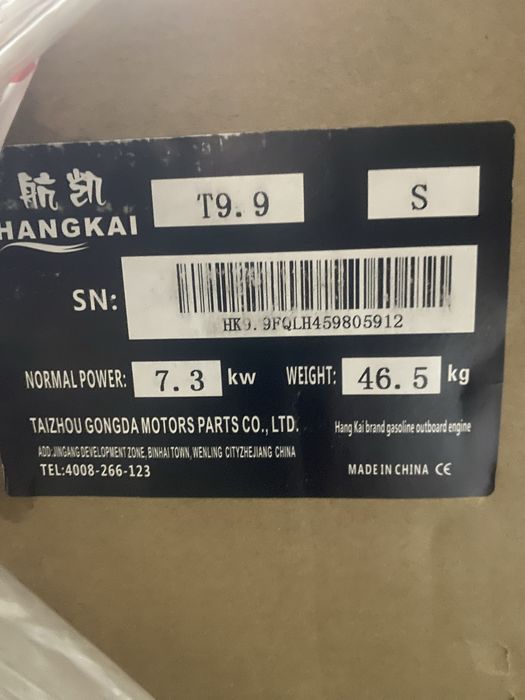 航凯
HANGKAI
T9.9
S
SN:
HK9.9FQLH459805912
NORMAL POWER: 7.3 kw WEIGHT: 46.5 kg
TAIZHOU GONGDA MOTORS PARTS CO., LTD. Hang Kai brand gasoline outboard engine
ADD:JINGANG DEVELOPMENT ZONE, BINHAI TOWN, WENLING CITYZHEJIANG CHINA
TEL:4008-266-123 MADE IN CHINA CE